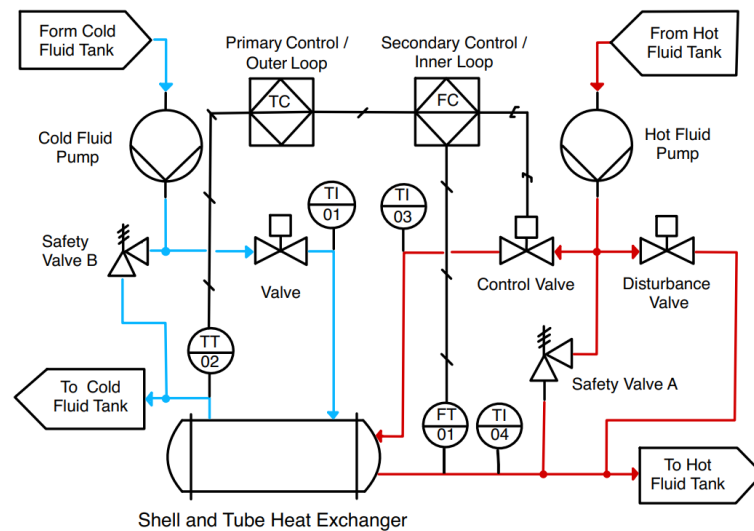 Form Cold
Fluid Tank
Primary Control /
Outer Loop
Secondary Control /
Inner Loop
From Hot
Fluid Tank
TC
FC
Cold Fluid
Pump
Hot Fluid
Pump
TI
01
TI
03
Safety
Valve B
Valve
Control Valve
Disturbance
Valve
TT
02
Safety Valve A
To Cold
Fluid Tank
FT
01
TI
04
To Hot
Fluid Tank
Shell and Tube Heat Exchanger